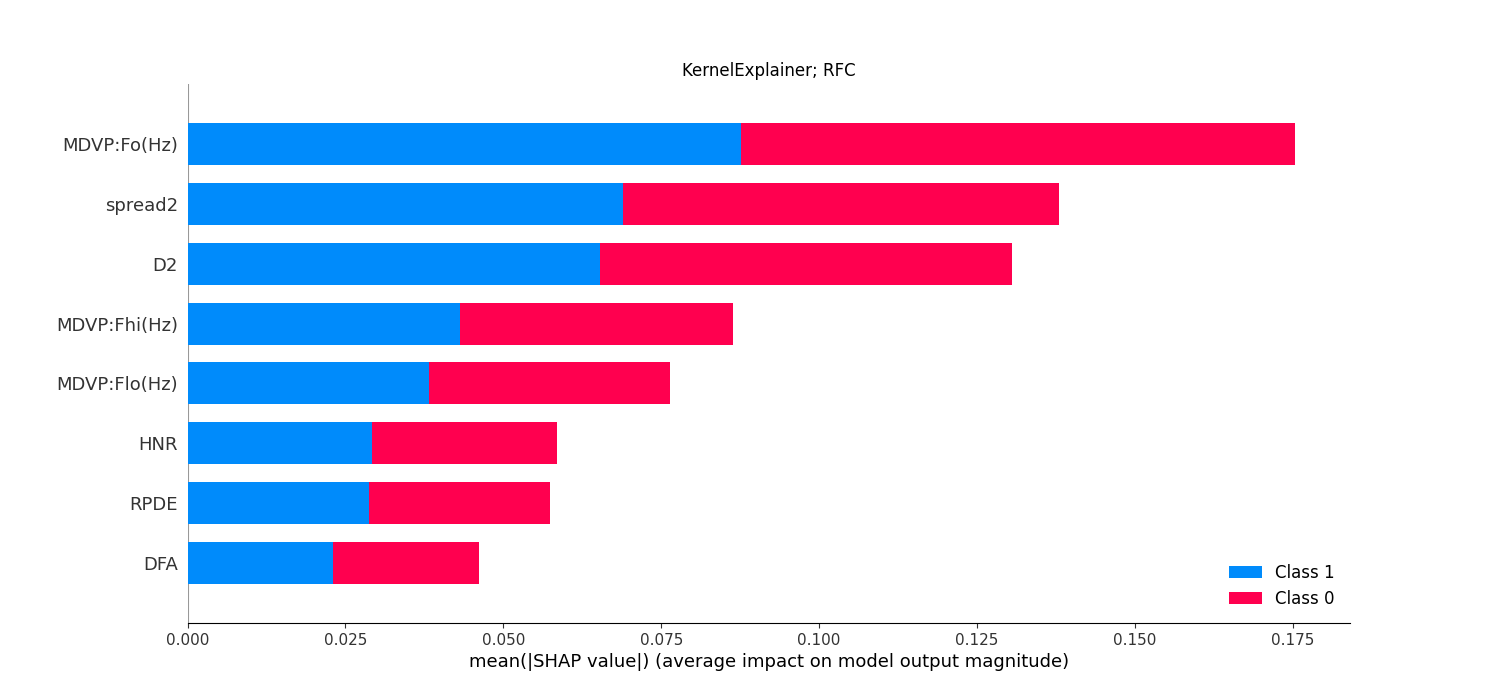 KernelExplainer; RFC
MDVP:Fo(Hz)
spread2
D2
MDVP:Fhi(Hz)
MDVP:Flo(Hz)
HNR
RPDE
DFA
Class 1
Class 0
0.000 0.025 0.050 0.075 0.100 0.125 0.150 0.175
mean(|SHAP value|) (average impact on model output magnitude)